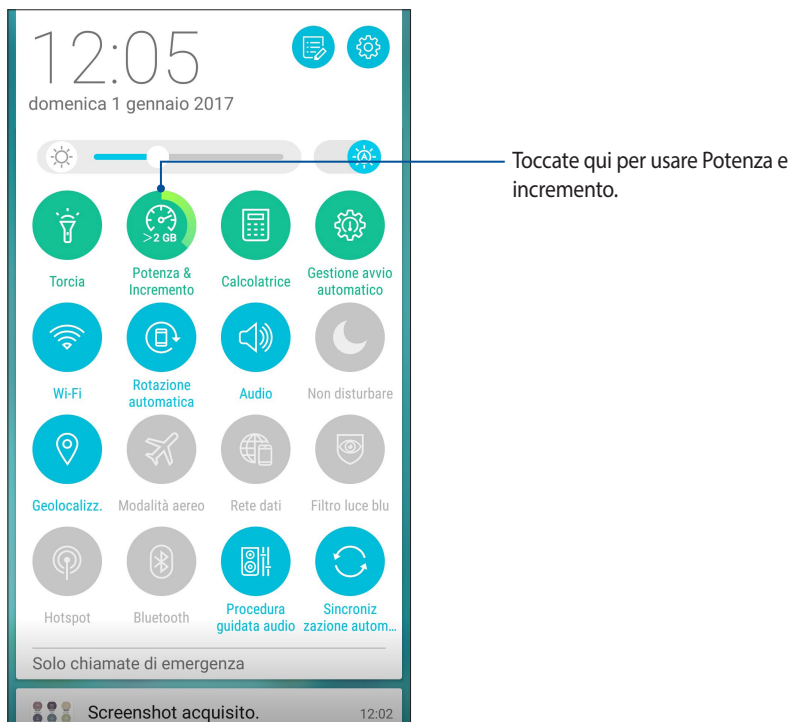 12:05
domenica 1 gennaio 2017
A
Toccate qui per usare Potenza e
incremento.
>2 GB
Torcia
Potenza &
Incremento
Calcolatrice
Gestione avvio
automatico
Wi-Fi
Rotazione
automatica
Audio
Non disturbare
Geolocalizz.
Modalità aereo
Rete dati
Filtro luce blu
Hotspot
Bluetooth
Procedura
guidata audio
Sincroniz
zazione autom...
Solo chiamate di emergenza
Screenshot acquisito.
12:02